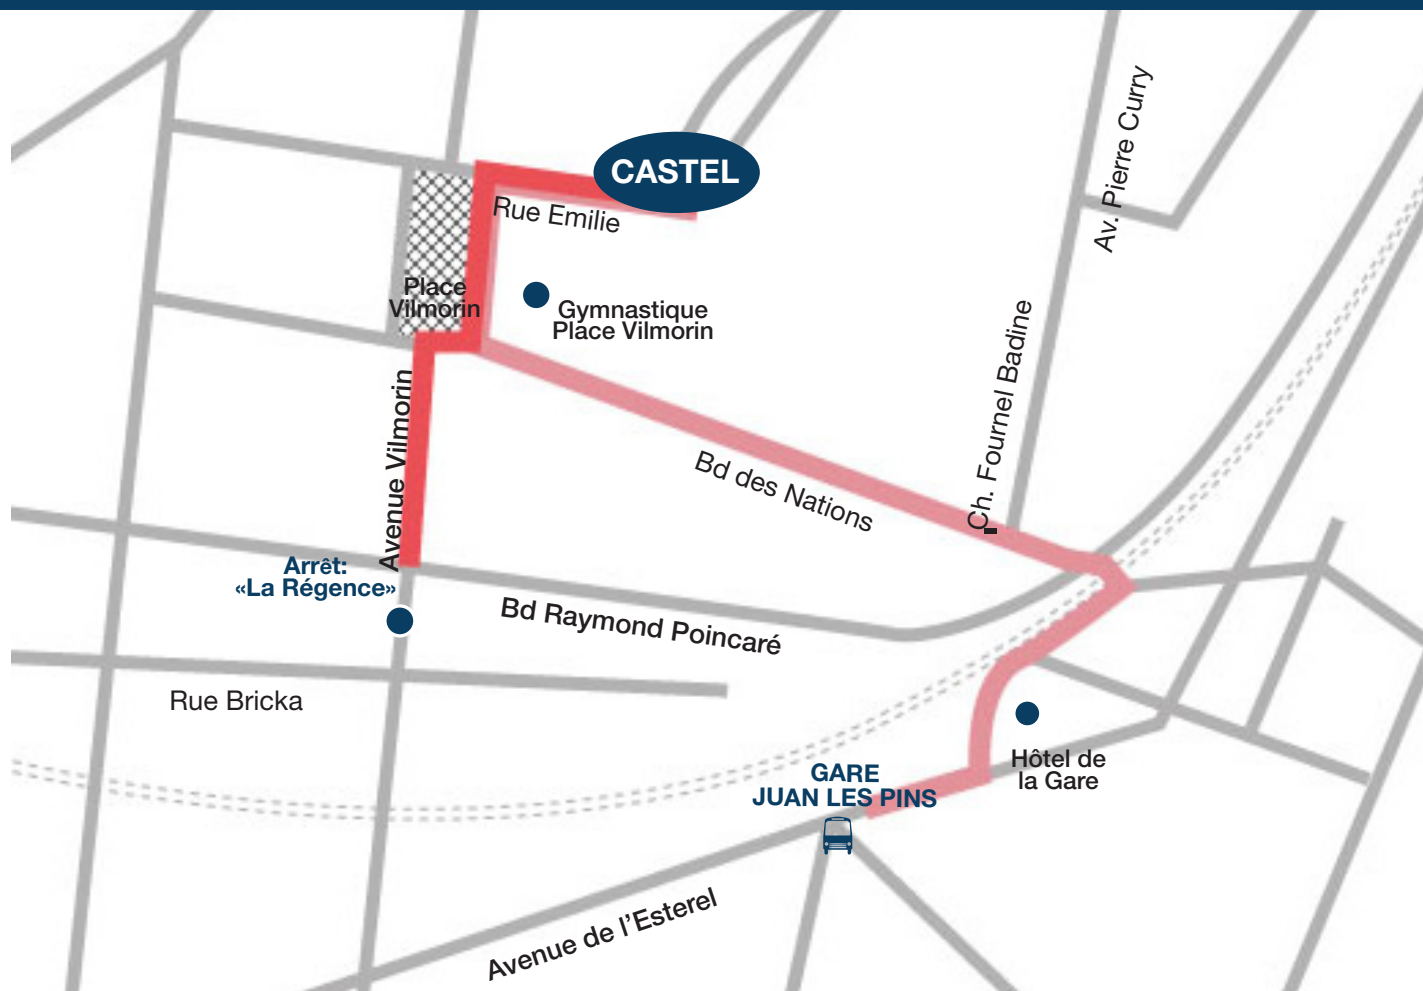 CASTEL
Av. Pierre Curry
Rue Emilie
Place
Vilmorin
Gymnastique
Place Vilmorin
Ch. Fournel Badine
Avenue Vilmorin
Bd des Nations
Arrêt:
«La Régence»
Bd Raymond Poincaré
Rue Bricka
Hôtel de
la Gare
GARE
JUAN LES PINS
Avenue de l’Esterel